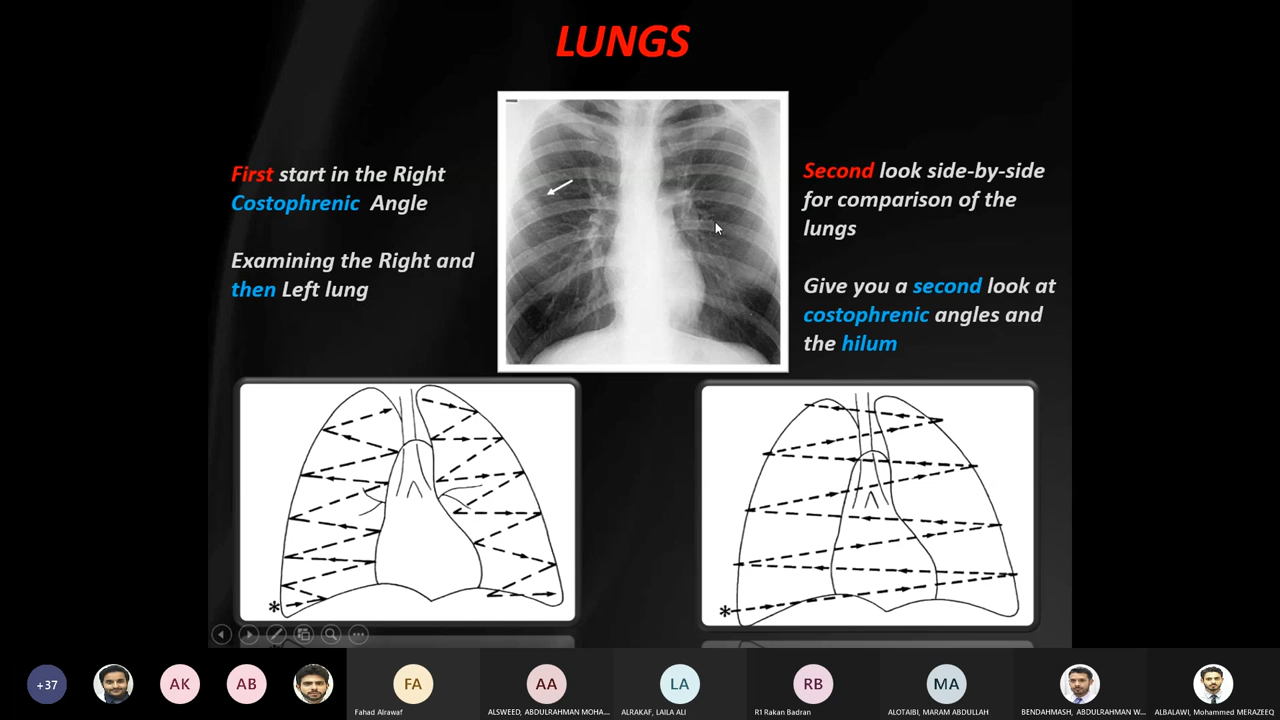 LUNGS
First start in the Right
Costophrenic Angle
Examining the Right and
then Left lung
Second look side-by-side
for comparison of the
lungs
Give you a second look at
costophrenic angles and
the hilum
*
*
+37
AK
AB
FA
Fahad Alrawaf
AA
ALSWEED, ABDULRAHMAN MOHA...
LA
ALRAKAF, LAILA ALI
RB
R1 Rakan Badran
MA
ALOTAIBI, MARAM ABDULLAH
BENDAHMASH, ABDULRAHMAN W...
ALBALAWI, Mohammed MERAZEEQ